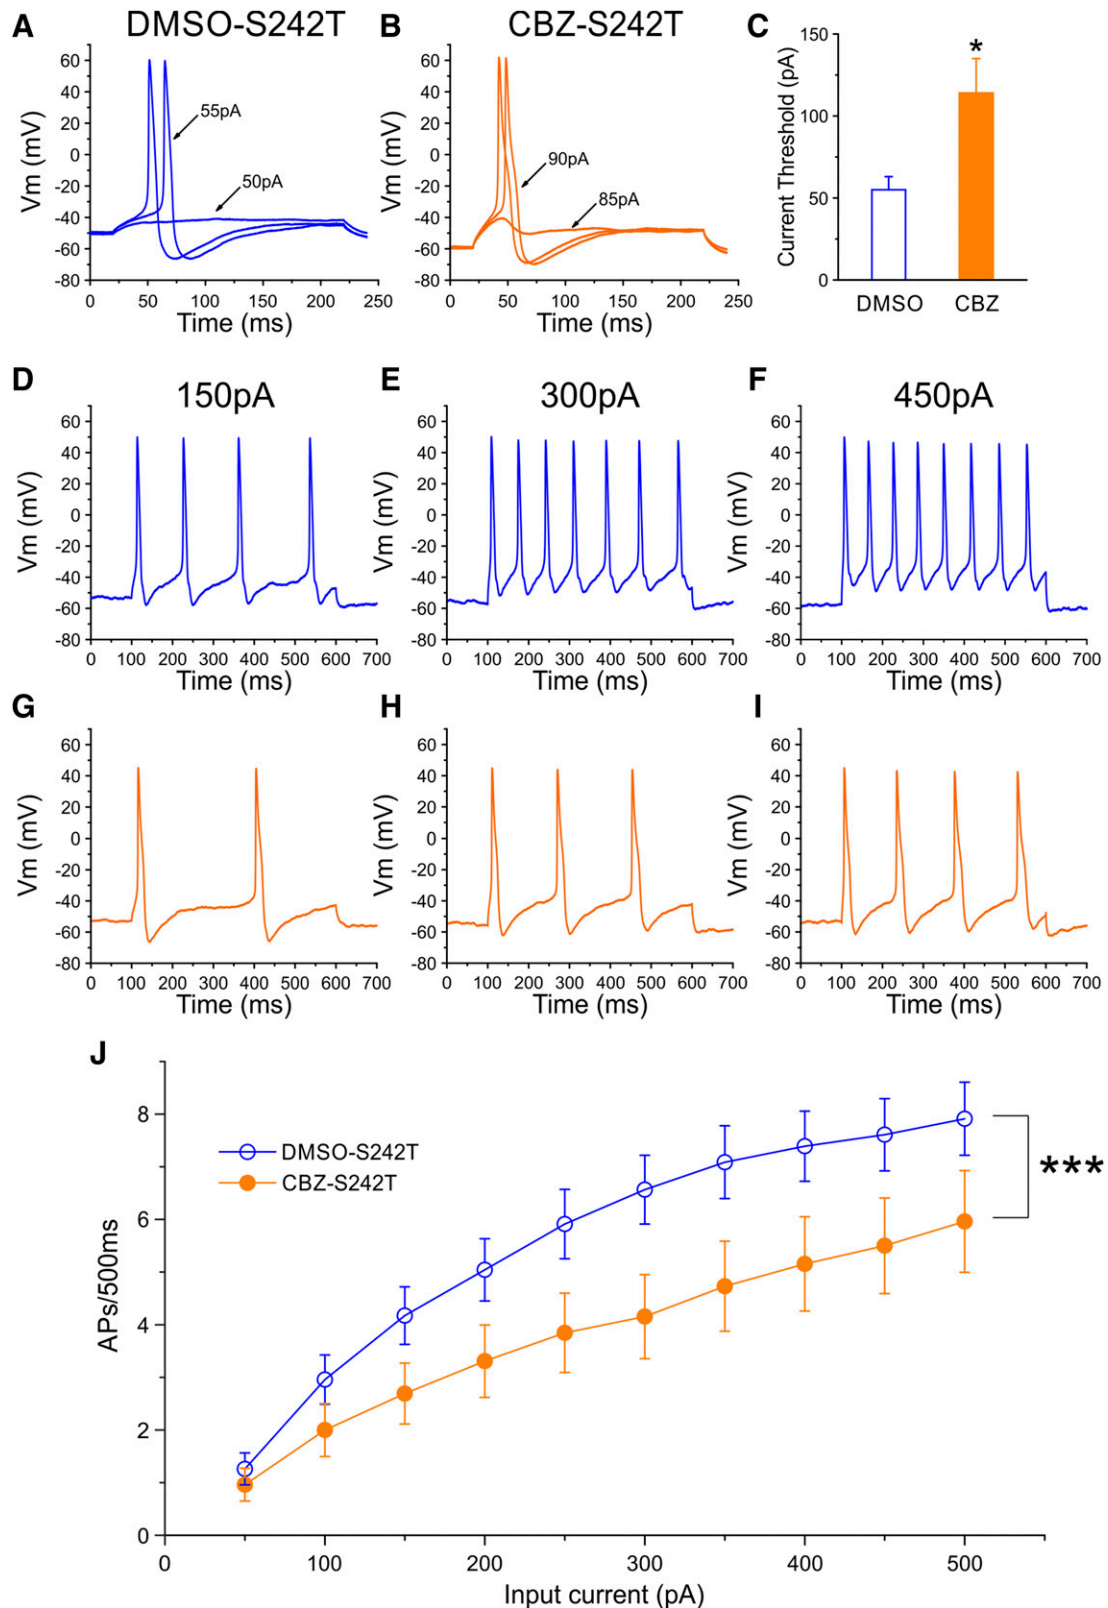 A DMSO-S242T
60
40
20
0
-20
-40
-60
-80
Vm (mV)
55pA
50pA
0 50 100 150 200 250
Time (ms)
B CBZ-S242T
60
40
20
0
-20
-40
-60
-80
Vm (mV)
90pA
85pA
0 50 100 150 200 250
Time (ms)
C
150
100
50
0
Current Threshold (pA)
*
DMSO CBZ
D 150pA
60
40
20
0
-20
-40
-60
-80
Vm (mV)
0 100 200 300 400 500 600 700
Time (ms)
E 300pA
60
40
20
0
-20
-40
-60
-80
Vm (mV)
0 100 200 300 400 500 600 700
Time (ms)
F 450pA
60
40
20
0
-20
-40
-60
-80
Vm (mV)
0 100 200 300 400 500 600 700
Time (ms)
G
60
40
20
0
-20
-40
-60
-80
Vm (mV)
0 100 200 300 400 500 600 700
Time (ms)
H
60
40
20
0
-20
-40
-60
-80
Vm (mV)
0 100 200 300 400 500 600 700
Time (ms)
I
60
40
20
0
-20
-40
-60
-80
Vm (mV)
0 100 200 300 400 500 600 700
Time (ms)
J
8
6
4
2
0
APs/500ms
DMSO-S242T
CBZ-S242T
***
0 100 200 300 400 500
Input current (pA)